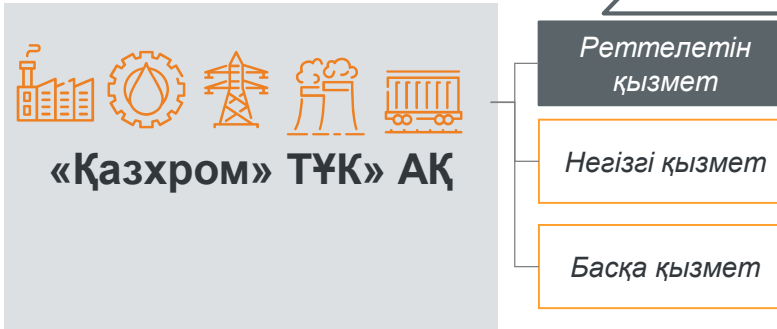 «Қазхром» ТҰК» АҚ
Реттелетін
қызмет
Негізгі қызмет
Басқа қызмет